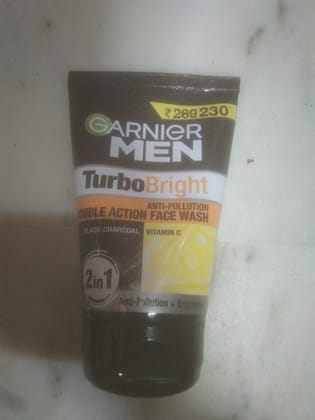 ₹ 269 230
GARNIER
MEN
TurboBright
ANTI-POLLUTION
DOUBLE ACTION FACE WASH
BLACK CHARCOAL
VITAMIN C
2in1
Anti-Pollution +